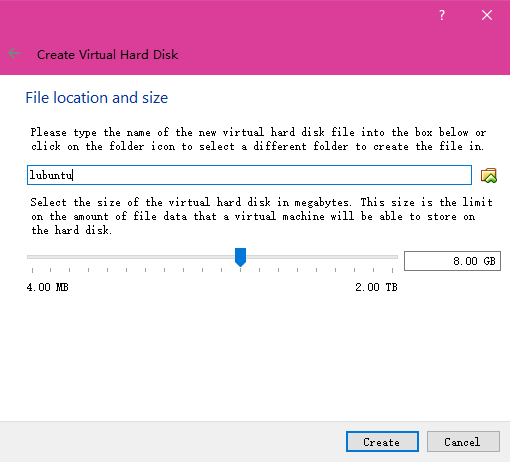 ?
Create Virtual Hard Disk
File location and size
Please type the name of the new virtual hard disk file into the box below or
click on the folder icon to select a different folder to create the file in.
lubuntu
Select the size of the virtual hard disk in megabytes. This size is the limit
on the amount of file data that a virtual machine will be able to store on
the hard disk.
8.00 GB
4.00 MB 2.00 TB
Create Cancel